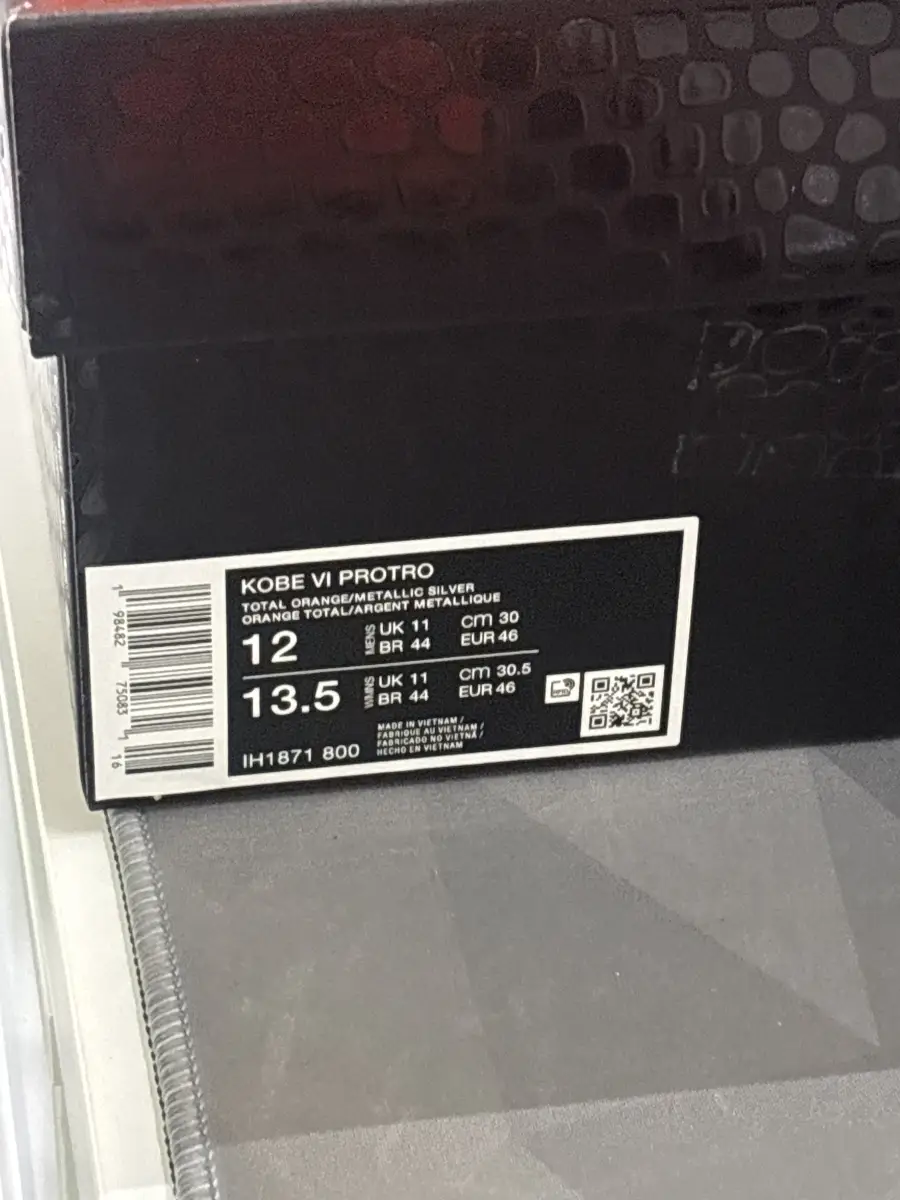 KOBE VI PROTRO
TOTAL ORANGE/METALLIC SILVER
ORANGE TOTAL/ARGENT METALLIQUE
12 MENS UK 11 cm 30
BR 44 EUR 46
13.5 WMNS UK 11 cm 30.5
BR 44 EUR 46
IH1871 800
MADE IN VIETNAM /
FABRIQUE AU VIETNAM /
FABRICADO NO VIETNÃ /
HECHO EN VIETNAM
1 98482 75083 1 16